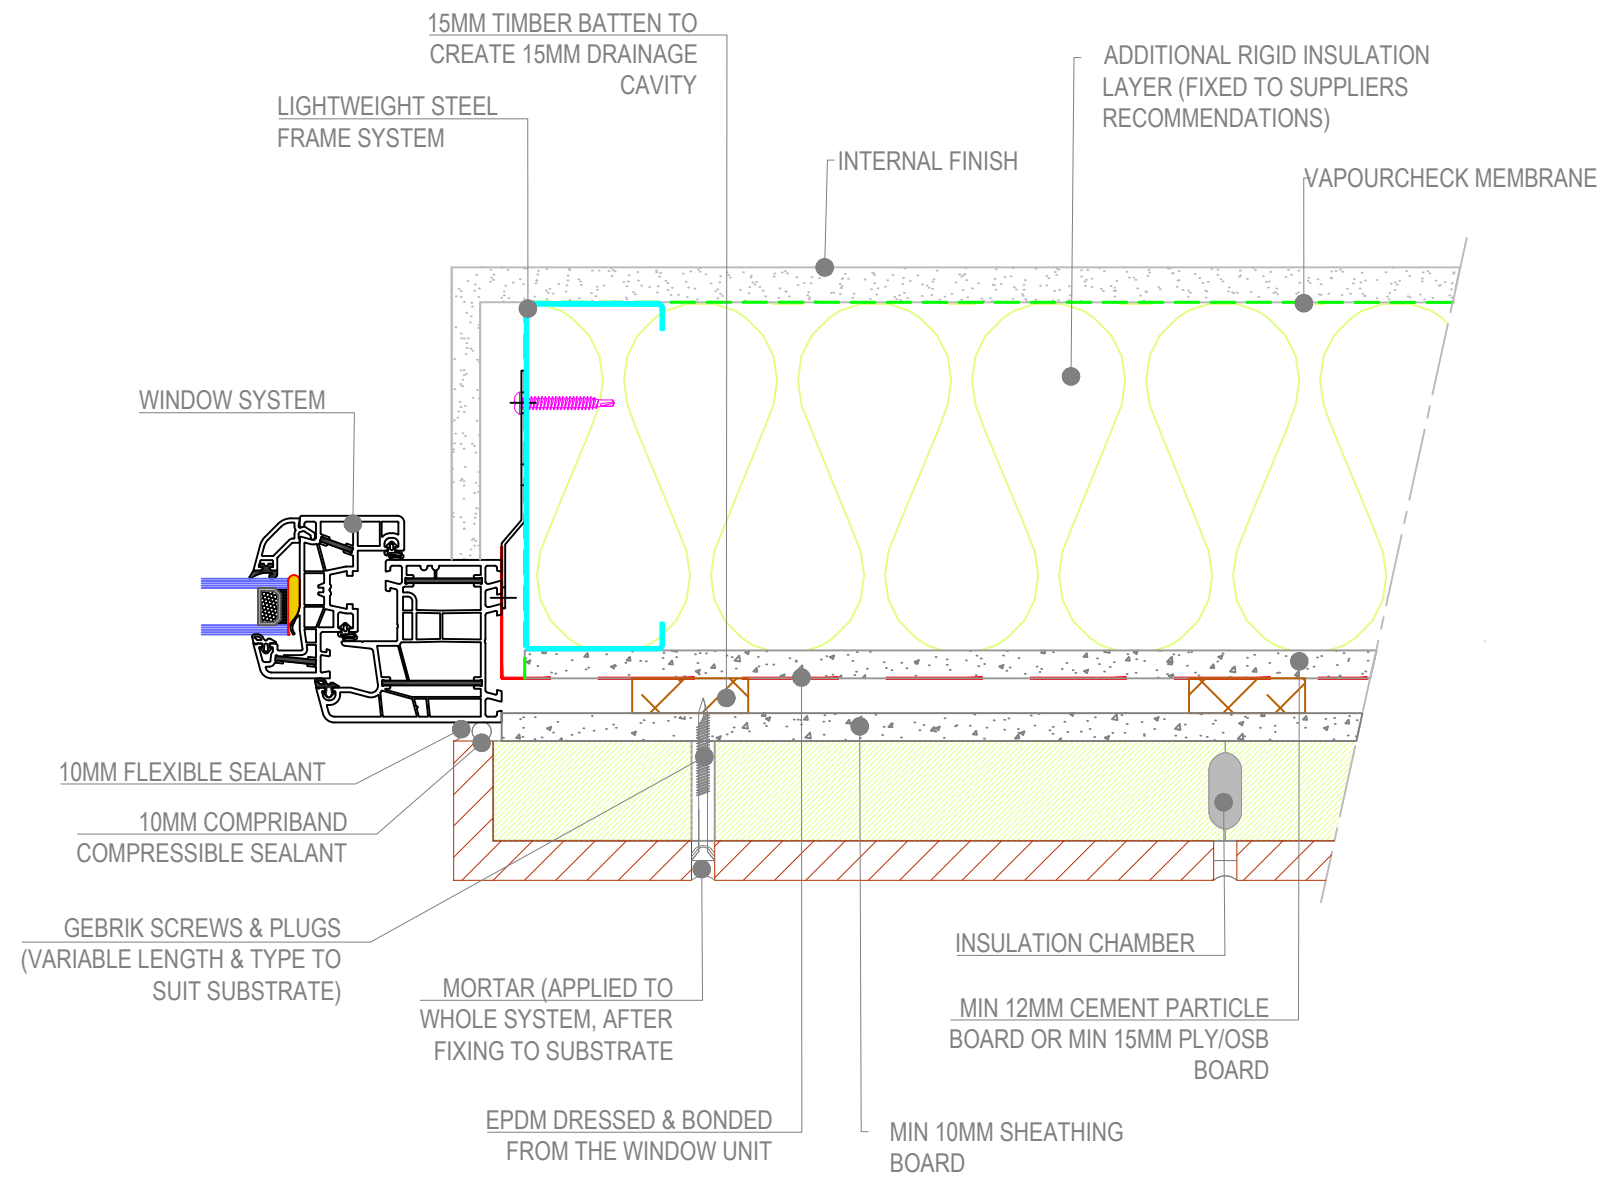 15MM TIMBER BATTEN TO
CREATE 15MM DRAINAGE
CAVITY
ADDITIONAL RIGID INSULATION
LAYER (FIXED TO SUPPLIERS
RECOMMENDATIONS)
LIGHTWEIGHT STEEL
FRAME SYSTEM
INTERNAL FINISH
VAPOURCHECK MEMBRANE
WINDOW SYSTEM
10MM FLEXIBLE SEALANT
10MM COMPRIBAND
COMPRESSIBLE SEALANT
GEBRIK SCREWS & PLUGS
(VARIABLE LENGTH & TYPE TO
SUIT SUBSTRATE)
MORTAR (APPLIED TO
WHOLE SYSTEM, AFTER
FIXING TO SUBSTRATE
INSULATION CHAMBER
MIN 12MM CEMENT PARTICLE
BOARD OR MIN 15MM PLY/OSB
BOARD
EPDM DRESSED & BONDED
FROM THE WINDOW UNIT
MIN 10MM SHEATHING
BOARD